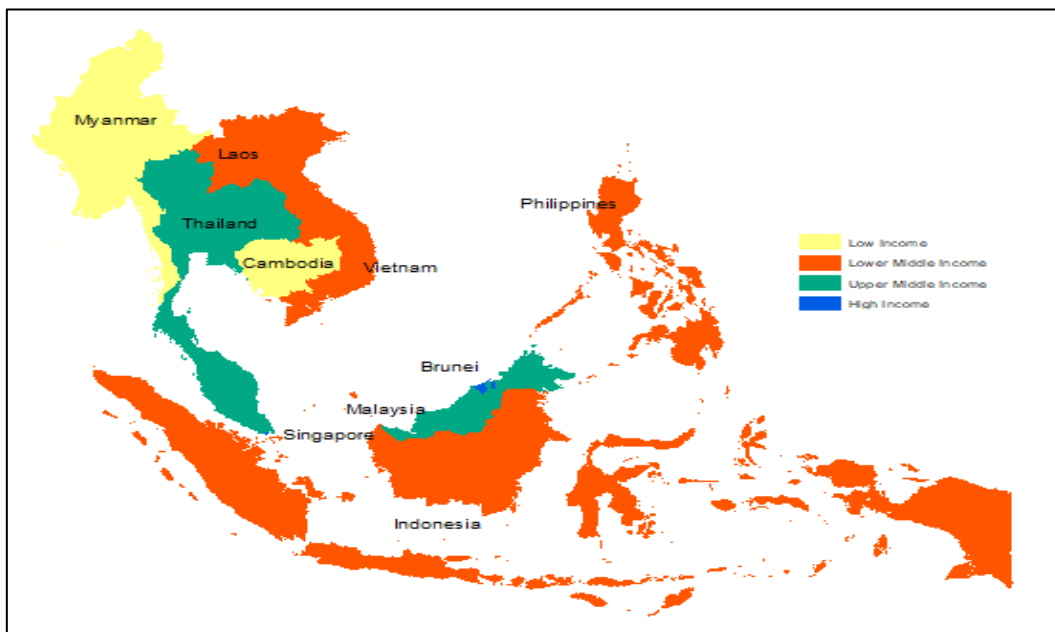 Myanmar
Laos
Philippines
Thailand
Cambodia
Vietnam
Low Income
Lower Middle Income
Upper Middle Income
High Income
Brunei
Malaysia
Singapore
Indonesia